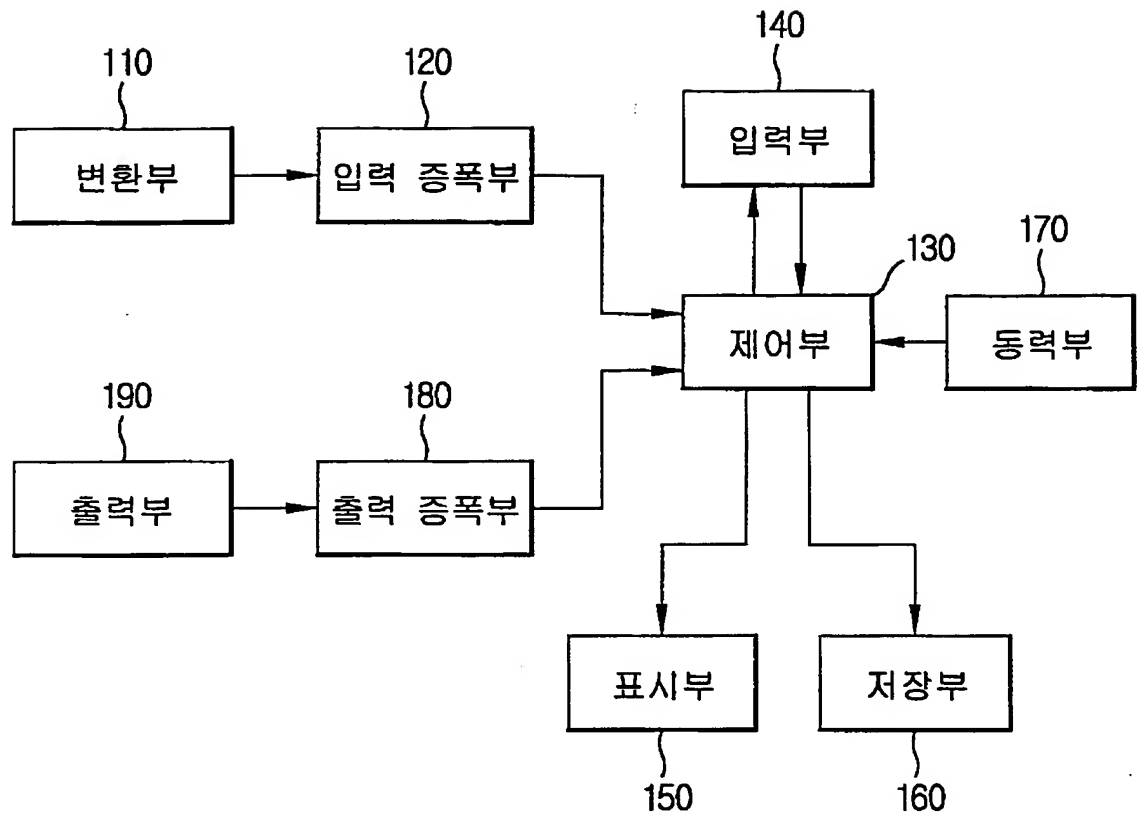 110
변환부
120
입력 증폭부
140
입력부
130
제어부
170
동력부
190
출력부
180
출력 증폭부
표시부
150
저장부
160